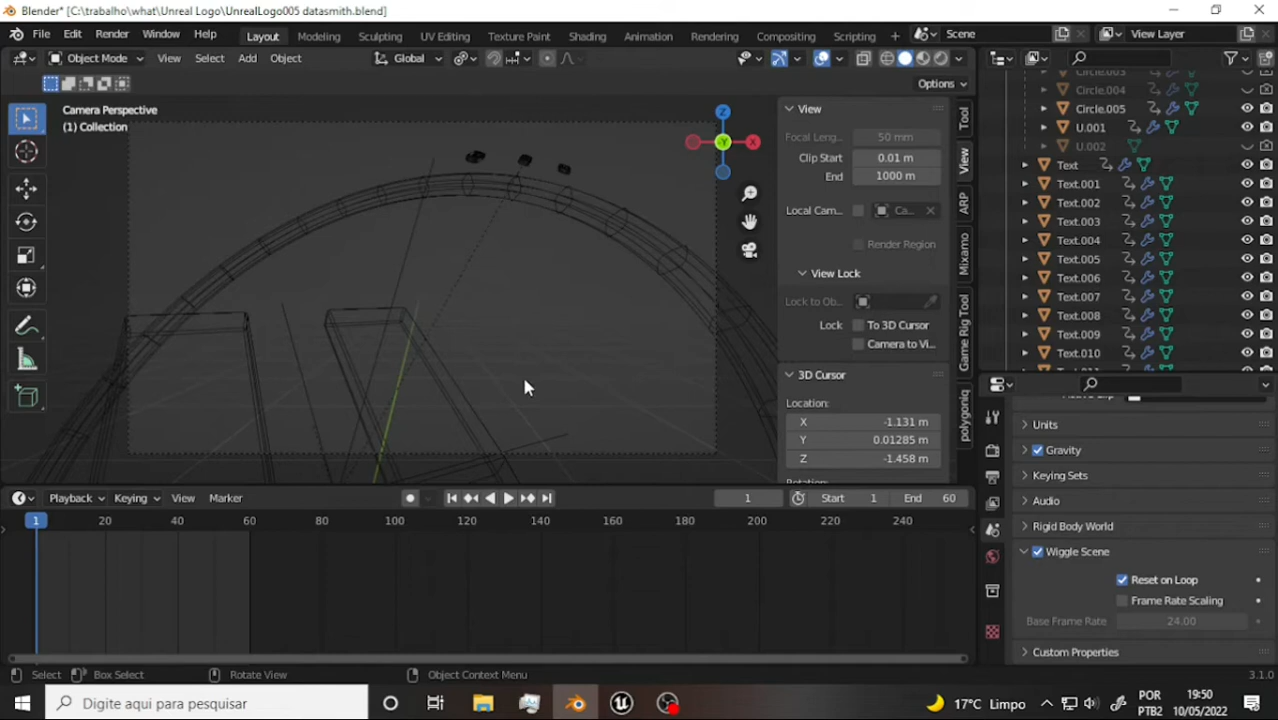 Blender* [C:\trabalho\what\Unreal Logo\UnrealLogo005 datasmith.blend]
File Edit Render Window Help Layout Modeling Sculpting UV Editing Texture Paint Shading Animation Rendering Compositing Scripting + Scene View Layer
Object Mode View Select Add Object Global
Options
Camera Perspective
(1) Collection
Z
Y
X
View
Focal Leng... 50 mm
Clip Start 0.01 m
End 1000 m
Local Cam... Ca...
Render Region
View Lock
Lock to Ob...
Lock To 3D Cursor
Camera to Vi...
3D Cursor
Location:
X -1.131 m
Y 0.01285 m
Z -1.458 m
Rotation:
Tool
View
ARP
Mixamo
Game Rig Tool
polygoniq
Circle.003
Circle.004
Circle.005
U.001
U.002
Text
Text.001
Text.002
Text.003
Text.004
Text.005
Text.006
Text.007
Text.008
Text.009
Text.010
Units
Gravity
Keying Sets
Audio
Rigid Body World
Wiggle Scene
Reset on Loop
Frame Rate Scaling
Base Frame Rate 24.00
Custom Properties
Playback Keying View Marker 1 Start 1 End 60
1 20 40 60 80 100 120 140 160 180 200 220 240
Select Box Select Rotate View Object Context Menu 3.1.0
Digite aqui para pesquisar
17°C Limpo
POR
PTB2
19:50
10/05/2022